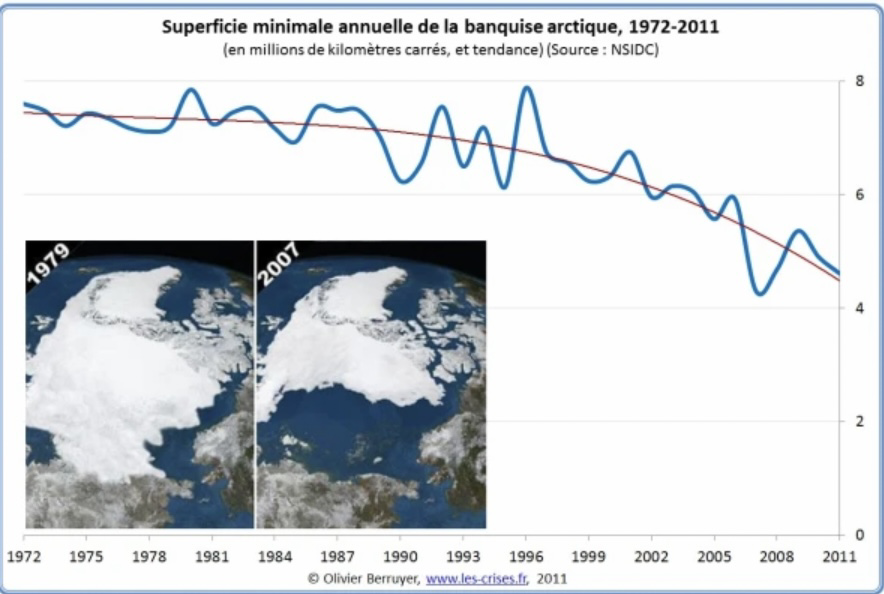 Superficie minimale annuelle de la banquise arctique, 1972-2011
(en millions de kilomètres carrés, et tendance) (Source : NSIDC)
8
6
4
2
0
1979
2007
1972 1975 1978 1981 1984 1987 1990 1993 1996 1999 2002 2005 2008 2011
© Olivier Berruyer, www.les-crises.fr, 2011